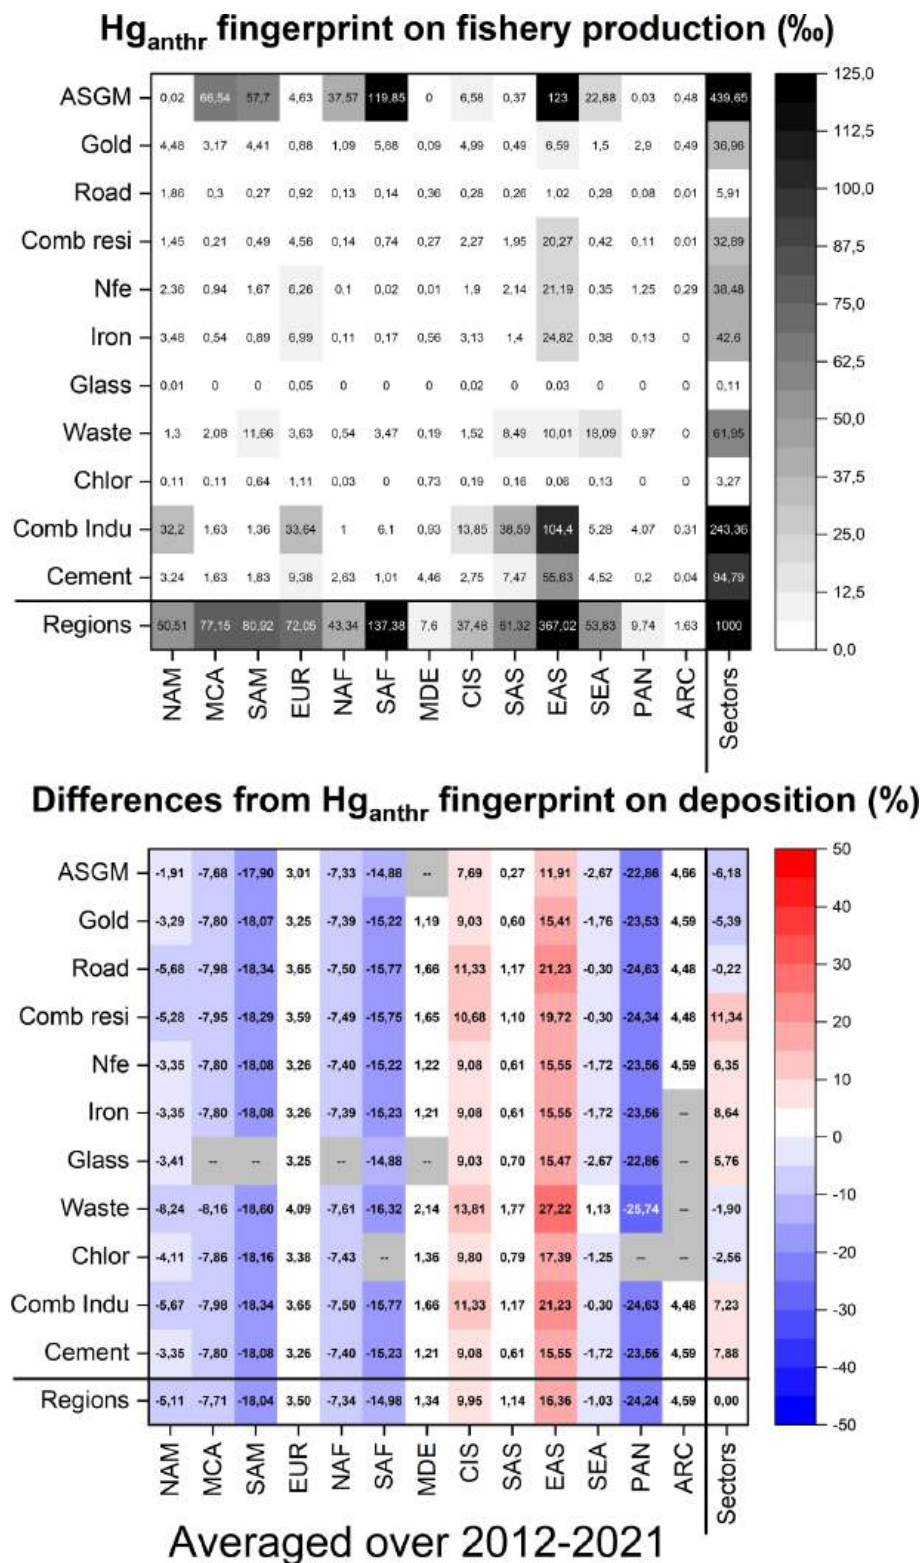 Hganthr fingerprint on fishery production (‰)
ASGM 0,02 66,54 57,7 4,63 37,57 119,85 0 6,58 0,37 123 22,88 0,03 0,48 439,65
Gold 4,48 3,17 4,41 0,88 1,09 5,88 0,09 4,99 0,49 6,59 1,5 2,9 0,49 36,96
Road 1,86 0,3 0,27 0,92 0,13 0,14 0,36 0,28 0,26 1,02 0,28 0,08 0,01 5,91
Comb resi 1,45 0,21 0,49 4,56 0,14 0,74 0,27 2,27 1,95 20,27 0,42 0,11 0,01 32,89
Nfe 2,36 0,94 1,67 6,26 0,1 0,02 0,01 1,9 2,14 21,19 0,35 1,25 0,29 38,48
Iron 3,48 0,54 0,89 6,99 0,11 0,17 0,56 3,13 1,4 24,82 0,38 0,13 0 42,6
Glass 0,01 0 0 0,05 0 0 0 0,02 0 0,03 0 0 0 0,11
Waste 1,3 2,08 11,66 3,63 0,54 3,47 0,19 1,52 8,49 10,01 18,09 0,97 0 61,95
Chlor 0,11 0,11 0,64 1,11 0,03 0 0,73 0,19 0,16 0,06 0,13 0 0 3,27
Comb Indu 32,2 1,63 1,36 33,64 1 6,1 0,93 13,85 38,59 104,4 5,28 4,07 0,31 243,36
Cement 3,24 1,63 1,83 9,38 2,63 1,01 4,46 2,75 7,47 55,63 4,52 0,2 0,04 94,79
Regions 50,51 77,15 80,92 72,05 43,34 137,38 7,6 37,48 61,32 367,02 53,83 9,74 1,63 1000
NAM MCA SAM EUR NAF SAF MDE CIS SAS EAS SEA PAN ARC Sectors
125,0
112,5
100,0
87,5
75,0
62,5
50,0
37,5
25,0
12,5
0,0
Differences from Hganthr fingerprint on deposition (%)
ASGM -1,91 -7,68 -17,90 3,01 -7,33 -14,88 -- 7,69 0,27 11,91 -2,67 -22,86 4,66 -6,18
Gold -3,29 -7,80 -18,07 3,25 -7,39 -15,22 1,19 9,03 0,60 15,41 -1,76 -23,53 4,59 -5,39
Road -5,68 -7,98 -18,34 3,65 -7,50 -15,77 1,66 11,33 1,17 21,23 -0,30 -24,63 4,48 -0,22
Comb resi -5,28 -7,95 -18,29 3,59 -7,49 -15,75 1,65 10,68 1,10 19,72 -0,30 -24,34 4,48 11,34
Nfe -3,35 -7,80 -18,08 3,26 -7,40 -15,22 1,22 9,08 0,61 15,55 -1,72 -23,56 4,59 6,35
Iron -3,35 -7,80 -18,08 3,26 -7,39 -15,23 1,21 9,08 0,61 15,55 -1,72 -23,56 -- 8,64
Glass -3,41 -- -- 3,25 -- -14,88 -- 9,03 0,70 15,47 -2,67 -22,86 -- 5,76
Waste -8,24 -8,16 -18,60 4,09 -7,61 -16,32 2,14 13,81 1,77 27,22 1,13 -25,74 -- -1,90
Chlor -4,11 -7,86 -18,16 3,38 -7,43 -- 1,36 9,80 0,79 17,39 -1,25 -- -- -2,56
Comb Indu -5,67 -7,98 -18,34 3,65 -7,50 -15,77 1,66 11,33 1,17 21,23 -0,30 -24,63 4,48 7,23
Cement -3,35 -7,80 -18,08 3,26 -7,40 -15,23 1,21 9,08 0,61 15,55 -1,72 -23,56 4,59 7,88
Regions -5,11 -7,71 -18,04 3,50 -7,34 -14,98 1,34 9,95 1,14 16,36 -1,03 -24,24 4,59 0,00
NAM MCA SAM EUR NAF SAF MDE CIS SAS EAS SEA PAN ARC Sectors
50
40
30
20
10
0
-10
-20
-30
-40
-50
Averaged over 2012-2021